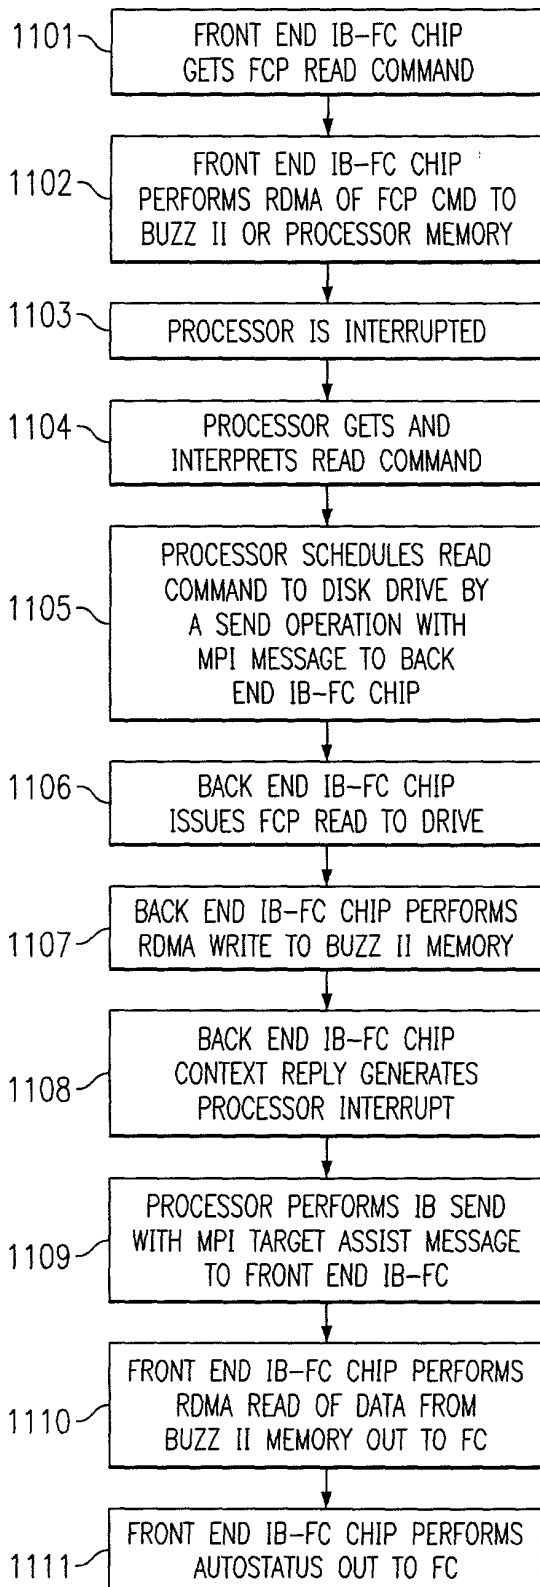 1101
FRONT END IB-FC CHIP
GETS FCP READ COMMAND
1102
FRONT END IB-FC CHIP
PERFORMS RDMA OF FCP CMD TO
BUZZ II OR PROCESSOR MEMORY
1103
PROCESSOR IS INTERRUPTED
1104
PROCESSOR GETS AND
INTERPRETS READ COMMAND
1105
PROCESSOR SCHEDULES READ
COMMAND TO DISK DRIVE BY
A SEND OPERATION WITH
MPI MESSAGE TO BACK
END IB-FC CHIP
1106
BACK END IB-FC CHIP
ISSUES FCP READ TO DRIVE
1107
BACK END IB-FC CHIP PERFORMS
RDMA WRITE TO BUZZ II MEMORY
1108
BACK END IB-FC CHIP
CONTEXT REPLY GENERATES
PROCESSOR INTERRUPT
1109
PROCESSOR PERFORMS IB SEND
WITH MPI TARGET ASSIST MESSAGE
TO FRONT END IB-FC
1110
FRONT END IB-FC CHIP PERFORMS
RDMA READ OF DATA FROM
BUZZ II MEMORY OUT TO FC
1111
FRONT END IB-FC CHIP PERFORMS
AUTOSTATUS OUT TO FC